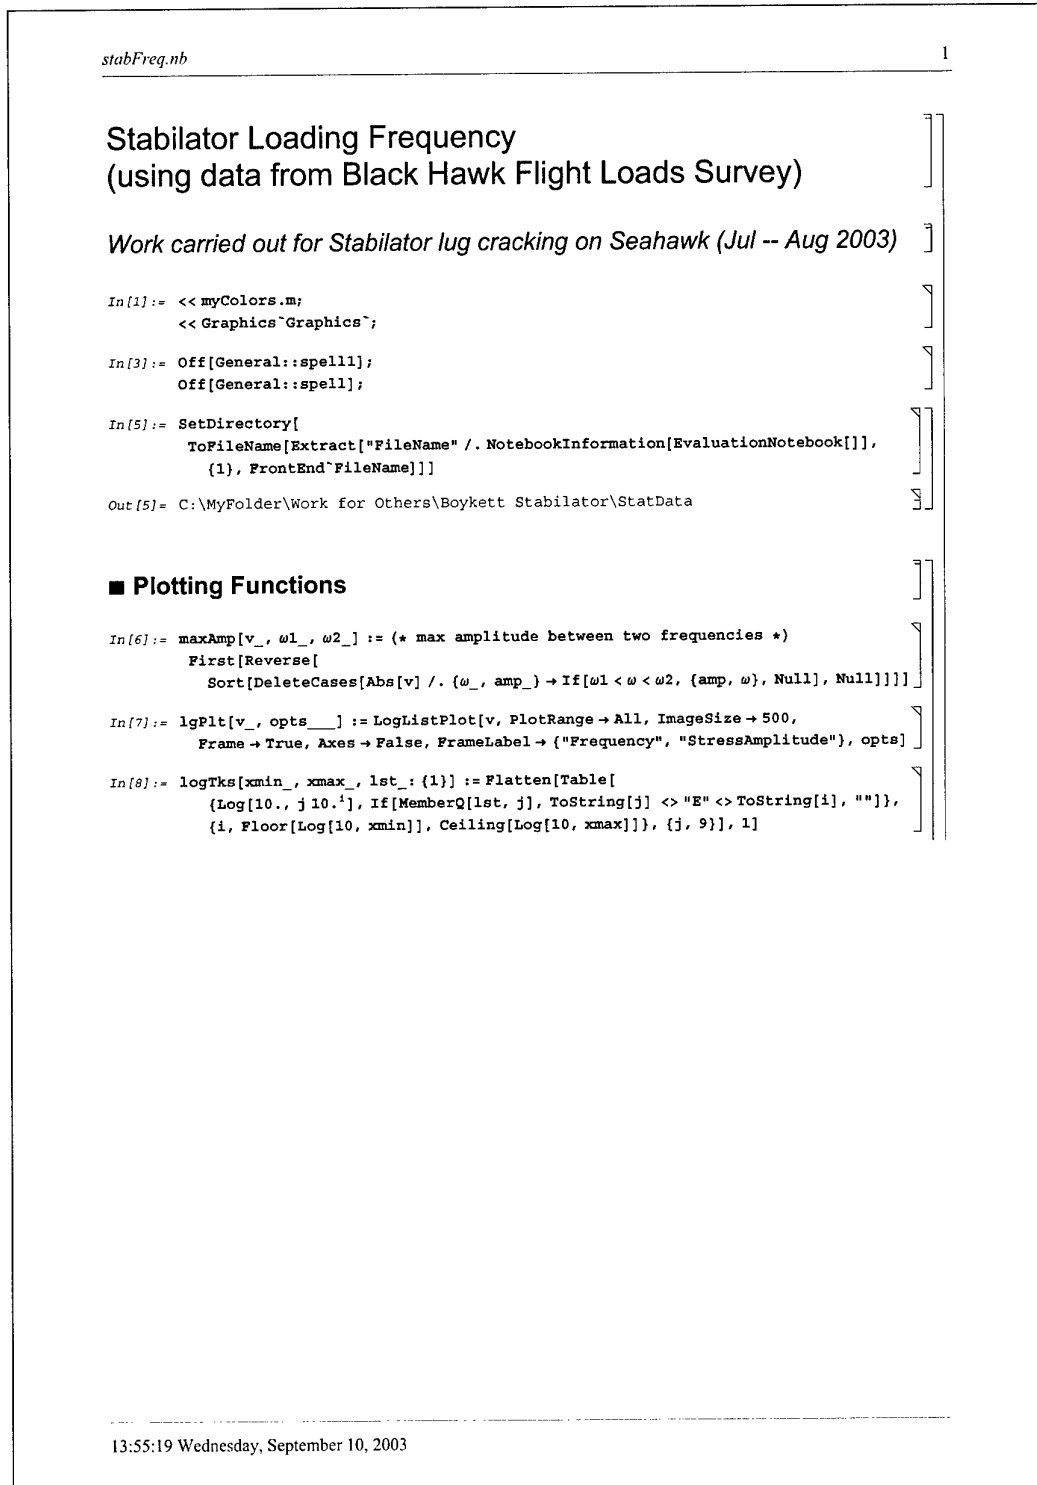 stabFreq.nb 1
Stabilator Loading Frequency
(using data from Black Hawk Flight Loads Survey)
Work carried out for Stabilator lug cracking on Seahawk (Jul -- Aug 2003)
In[1]:= << myColors.m;
<< Graphics`Graphics`;
In[3]:= Off[General::spell1];
Off[General::spell];
In[5]:= SetDirectory[
ToFileName[Extract["FileName" /. NotebookInformation[EvaluationNotebook[]],
{1}, FrontEnd`FileName]]]
Out[5]= C:\MyFolder\Work for Others\Boykett Stabilator\StatData
■ Plotting Functions
In[6]:= maxAmp[v_, ω1_, ω2_] := (* max amplitude between two frequencies *)
First[Reverse[
Sort[DeleteCases[Abs[v] /. {ω_, amp_} → If[ω1 < ω < ω2, {amp, ω}, Null], Null]]]]
In[7]:= lgPlt[v_, opts___] := LogListPlot[v, PlotRange → All, ImageSize → 500,
Frame → True, Axes → False, FrameLabel → {"Frequency", "StressAmplitude"}, opts]
In[8]:= logTks[xmin_, xmax_, lst_: {1}] := Flatten[Table[
{Log[10., j 10.^i], If[MemberQ[lst, j], ToString[j] <> "E" <> ToString[i], ""]},
{i, Floor[Log[10, xmin]], Ceiling[Log[10, xmax]]}, {j, 9}], 1]
13:55:19 Wednesday, September 10, 2003